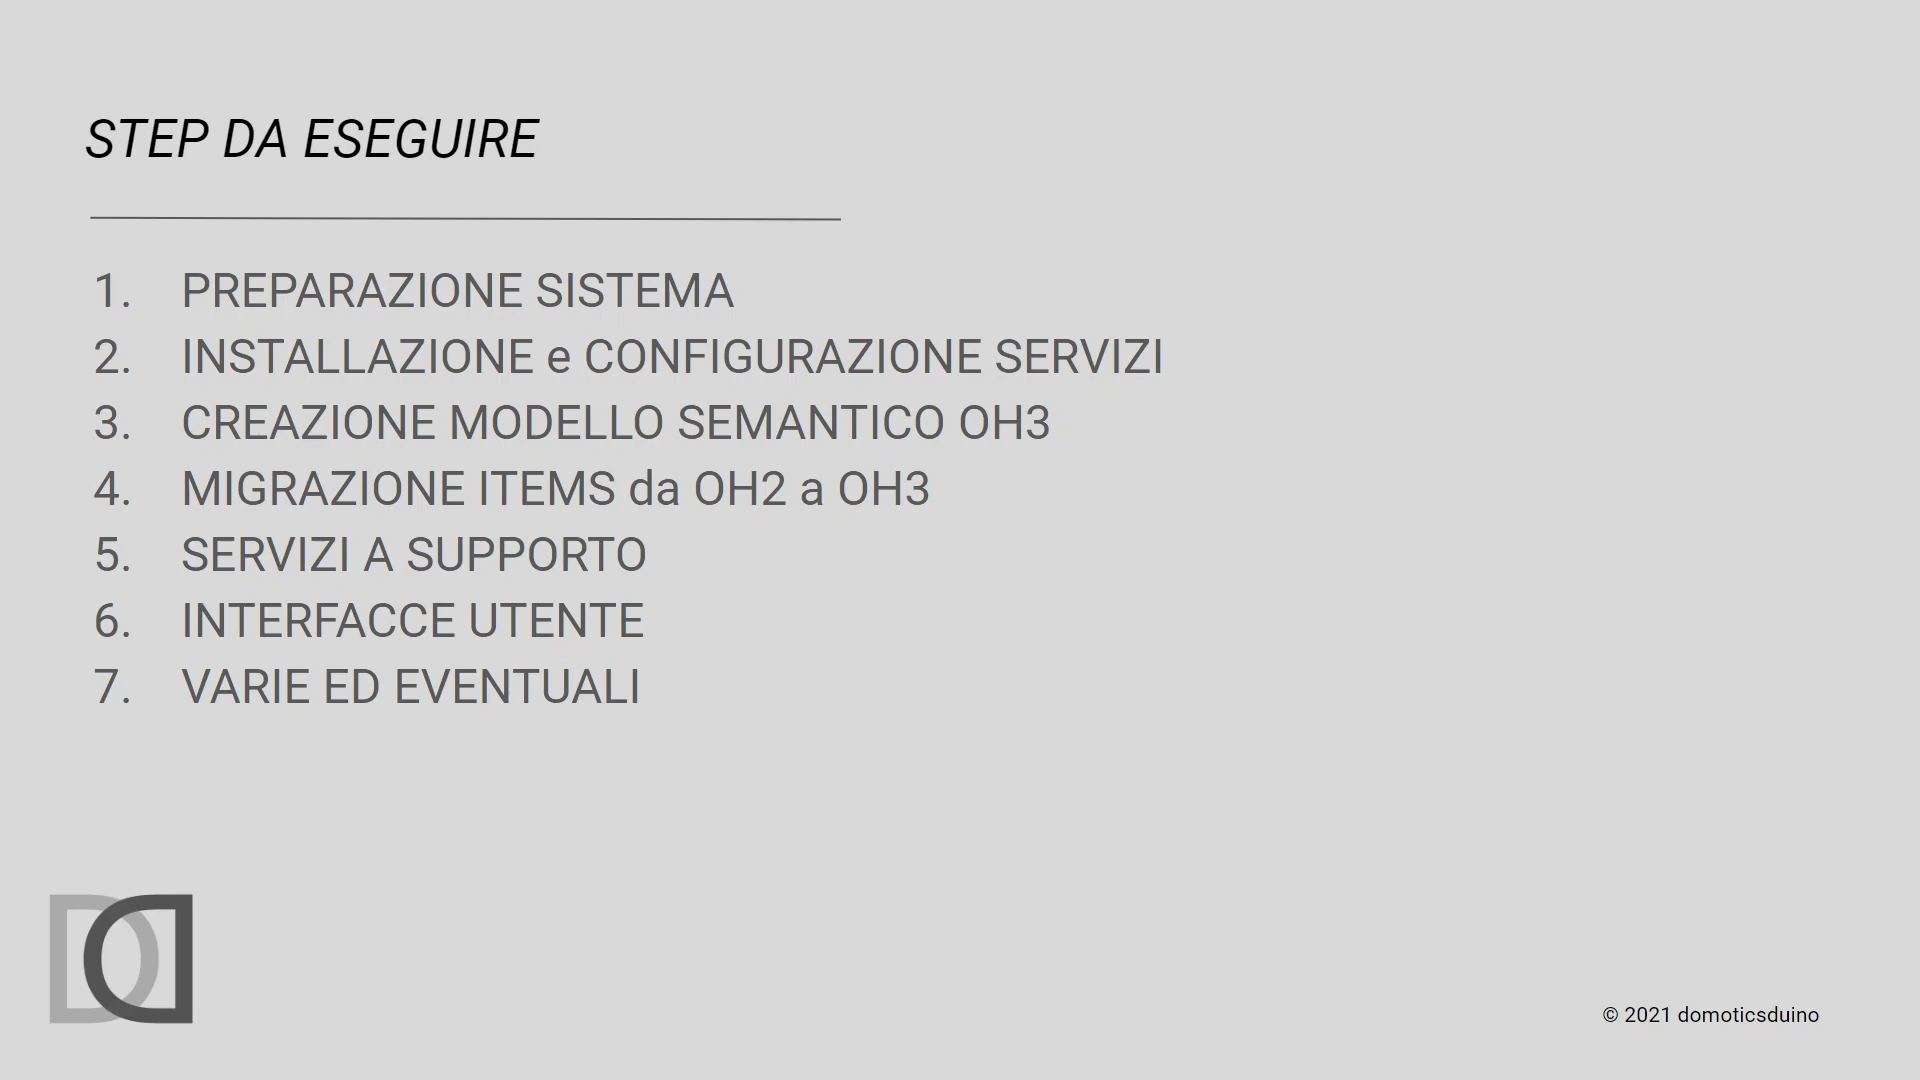 STEP DA ESEGUIRE
1. PREPARAZIONE SISTEMA
2. INSTALLAZIONE e CONFIGURAZIONE SERVIZI
3. CREAZIONE MODELLO SEMANTICO OH3
4. MIGRAZIONE ITEMS da OH2 a OH3
5. SERVIZI A SUPPORTO
6. INTERFACCE UTENTE
7. VARIE ED EVENTUALI
© 2021 domoticsduino